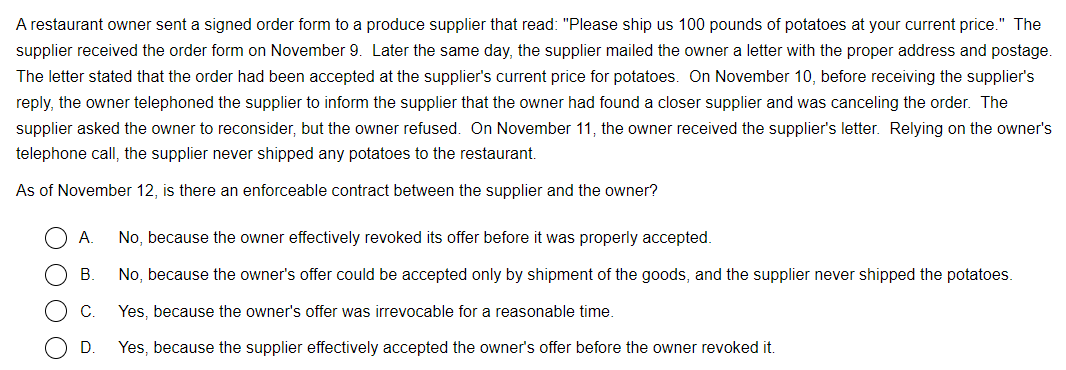 A restaurant owner sent a signed order form to a produce supplier that read: "Please ship us 100 pounds of potatoes at your current price." The
supplier received the order form on November 9. Later the same day, the supplier mailed the owner a letter with the proper address and postage.
The letter stated that the order had been accepted at the supplier's current price for potatoes. On November 10, before receiving the supplier's
reply, the owner telephoned the supplier to inform the supplier that the owner had found a closer supplier and was canceling the order. The
supplier asked the owner to reconsider, but the owner refused. On November 11, the owner received the supplier's letter. Relying on the owner's
telephone call, the supplier never shipped any potatoes to the restaurant.
As of November 12, is there an enforceable contract between the supplier and the owner?
A. No, because the owner effectively revoked its offer before it was properly accepted.
B. No, because the owner's offer could be accepted only by shipment of the goods, and the supplier never shipped the potatoes.
C. Yes, because the owner's offer was irrevocable for a reasonable time.
D. Yes, because the supplier effectively accepted the owner's offer before the owner revoked it.